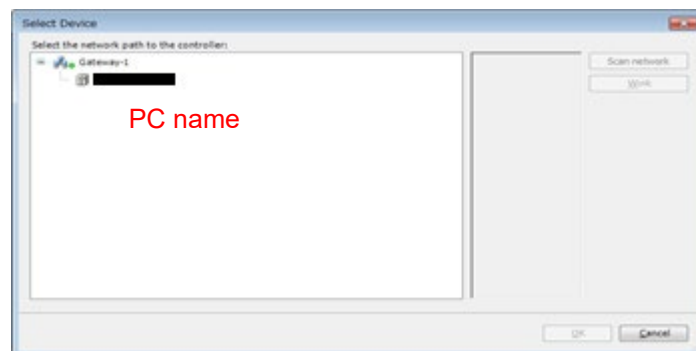 Select Device
Select the network path to the controller:
Gateway-1
Scan network
Wink
PC name
OK
Cancel